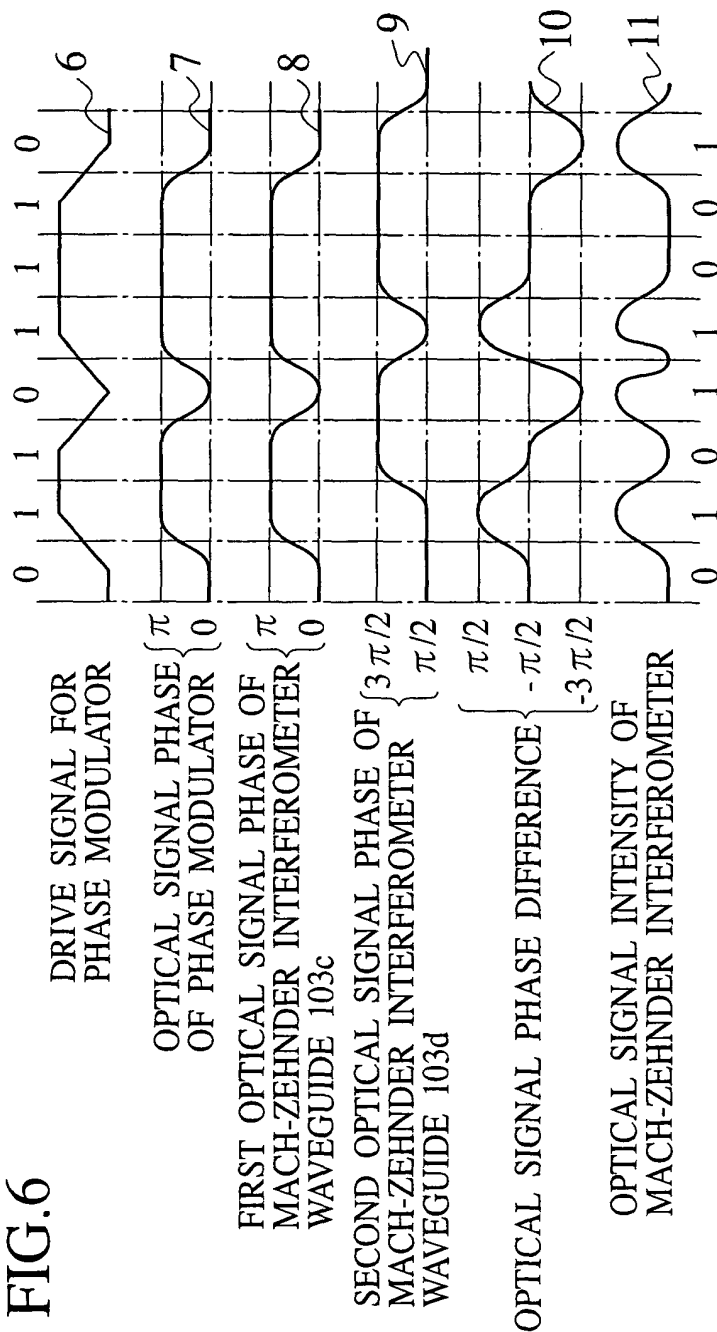 FIG.6
0 1 1 0 1 1 1 0
DRIVE SIGNAL FOR
PHASE MODULATOR
6
OPTICAL SIGNAL PHASE
OF PHASE MODULATOR
π
0
7
FIRST OPTICAL SIGNAL PHASE OF
MACH-ZEHNDER INTERFEROMETER
WAVEGUIDE 103c
π
0
8
SECOND OPTICAL SIGNAL PHASE OF
MACH-ZEHNDER INTERFEROMETER
WAVEGUIDE 103d
3π/2
π/2
9
OPTICAL SIGNAL PHASE DIFFERENCE
π/2
-π/2
-3π/2
10
OPTICAL SIGNAL INTENSITY OF
MACH-ZEHNDER INTERFEROMETER
11
0 1 0 1 1 0 0 1